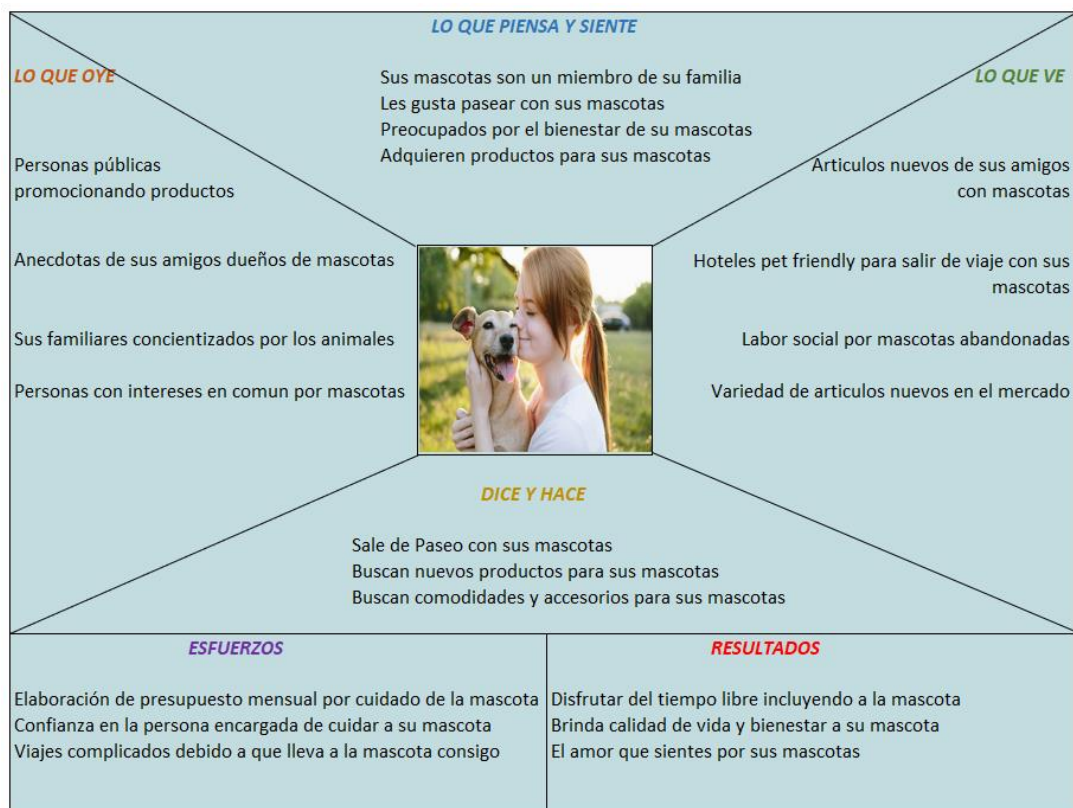 LO QUE PIENSA Y SIENTE
Sus mascotas son un miembro de su familia
Les gusta pasear con sus mascotas
Preocupados por el bienestar de su mascotas
Adquieren productos para sus mascotas
LO QUE OYE
Personas públicas
promocionando productos
Anecdotas de sus amigos dueños de mascotas
Sus familiares concientizados por los animales
Personas con intereses en comun por mascotas
LO QUE VE
Articulos nuevos de sus amigos
con mascotas
Hoteles pet friendly para salir de viaje con sus
mascotas
Labor social por mascotas abandonadas
Variedad de articulos nuevos en el mercado
DICE Y HACE
Sale de Paseo con sus mascotas
Buscan nuevos productos para sus mascotas
Buscan comodidades y accesorios para sus mascotas
ESFUERZOS
Elaboración de presupuesto mensual por cuidado de la mascota
Confianza en la persona encargada de cuidar a su mascota
Viajes complicados debido a que lleva a la mascota consigo
RESULTADOS
Disfrutar del tiempo libre incluyendo a la mascota
Brinda calidad de vida y bienestar a su mascota
El amor que sientes por sus mascotas